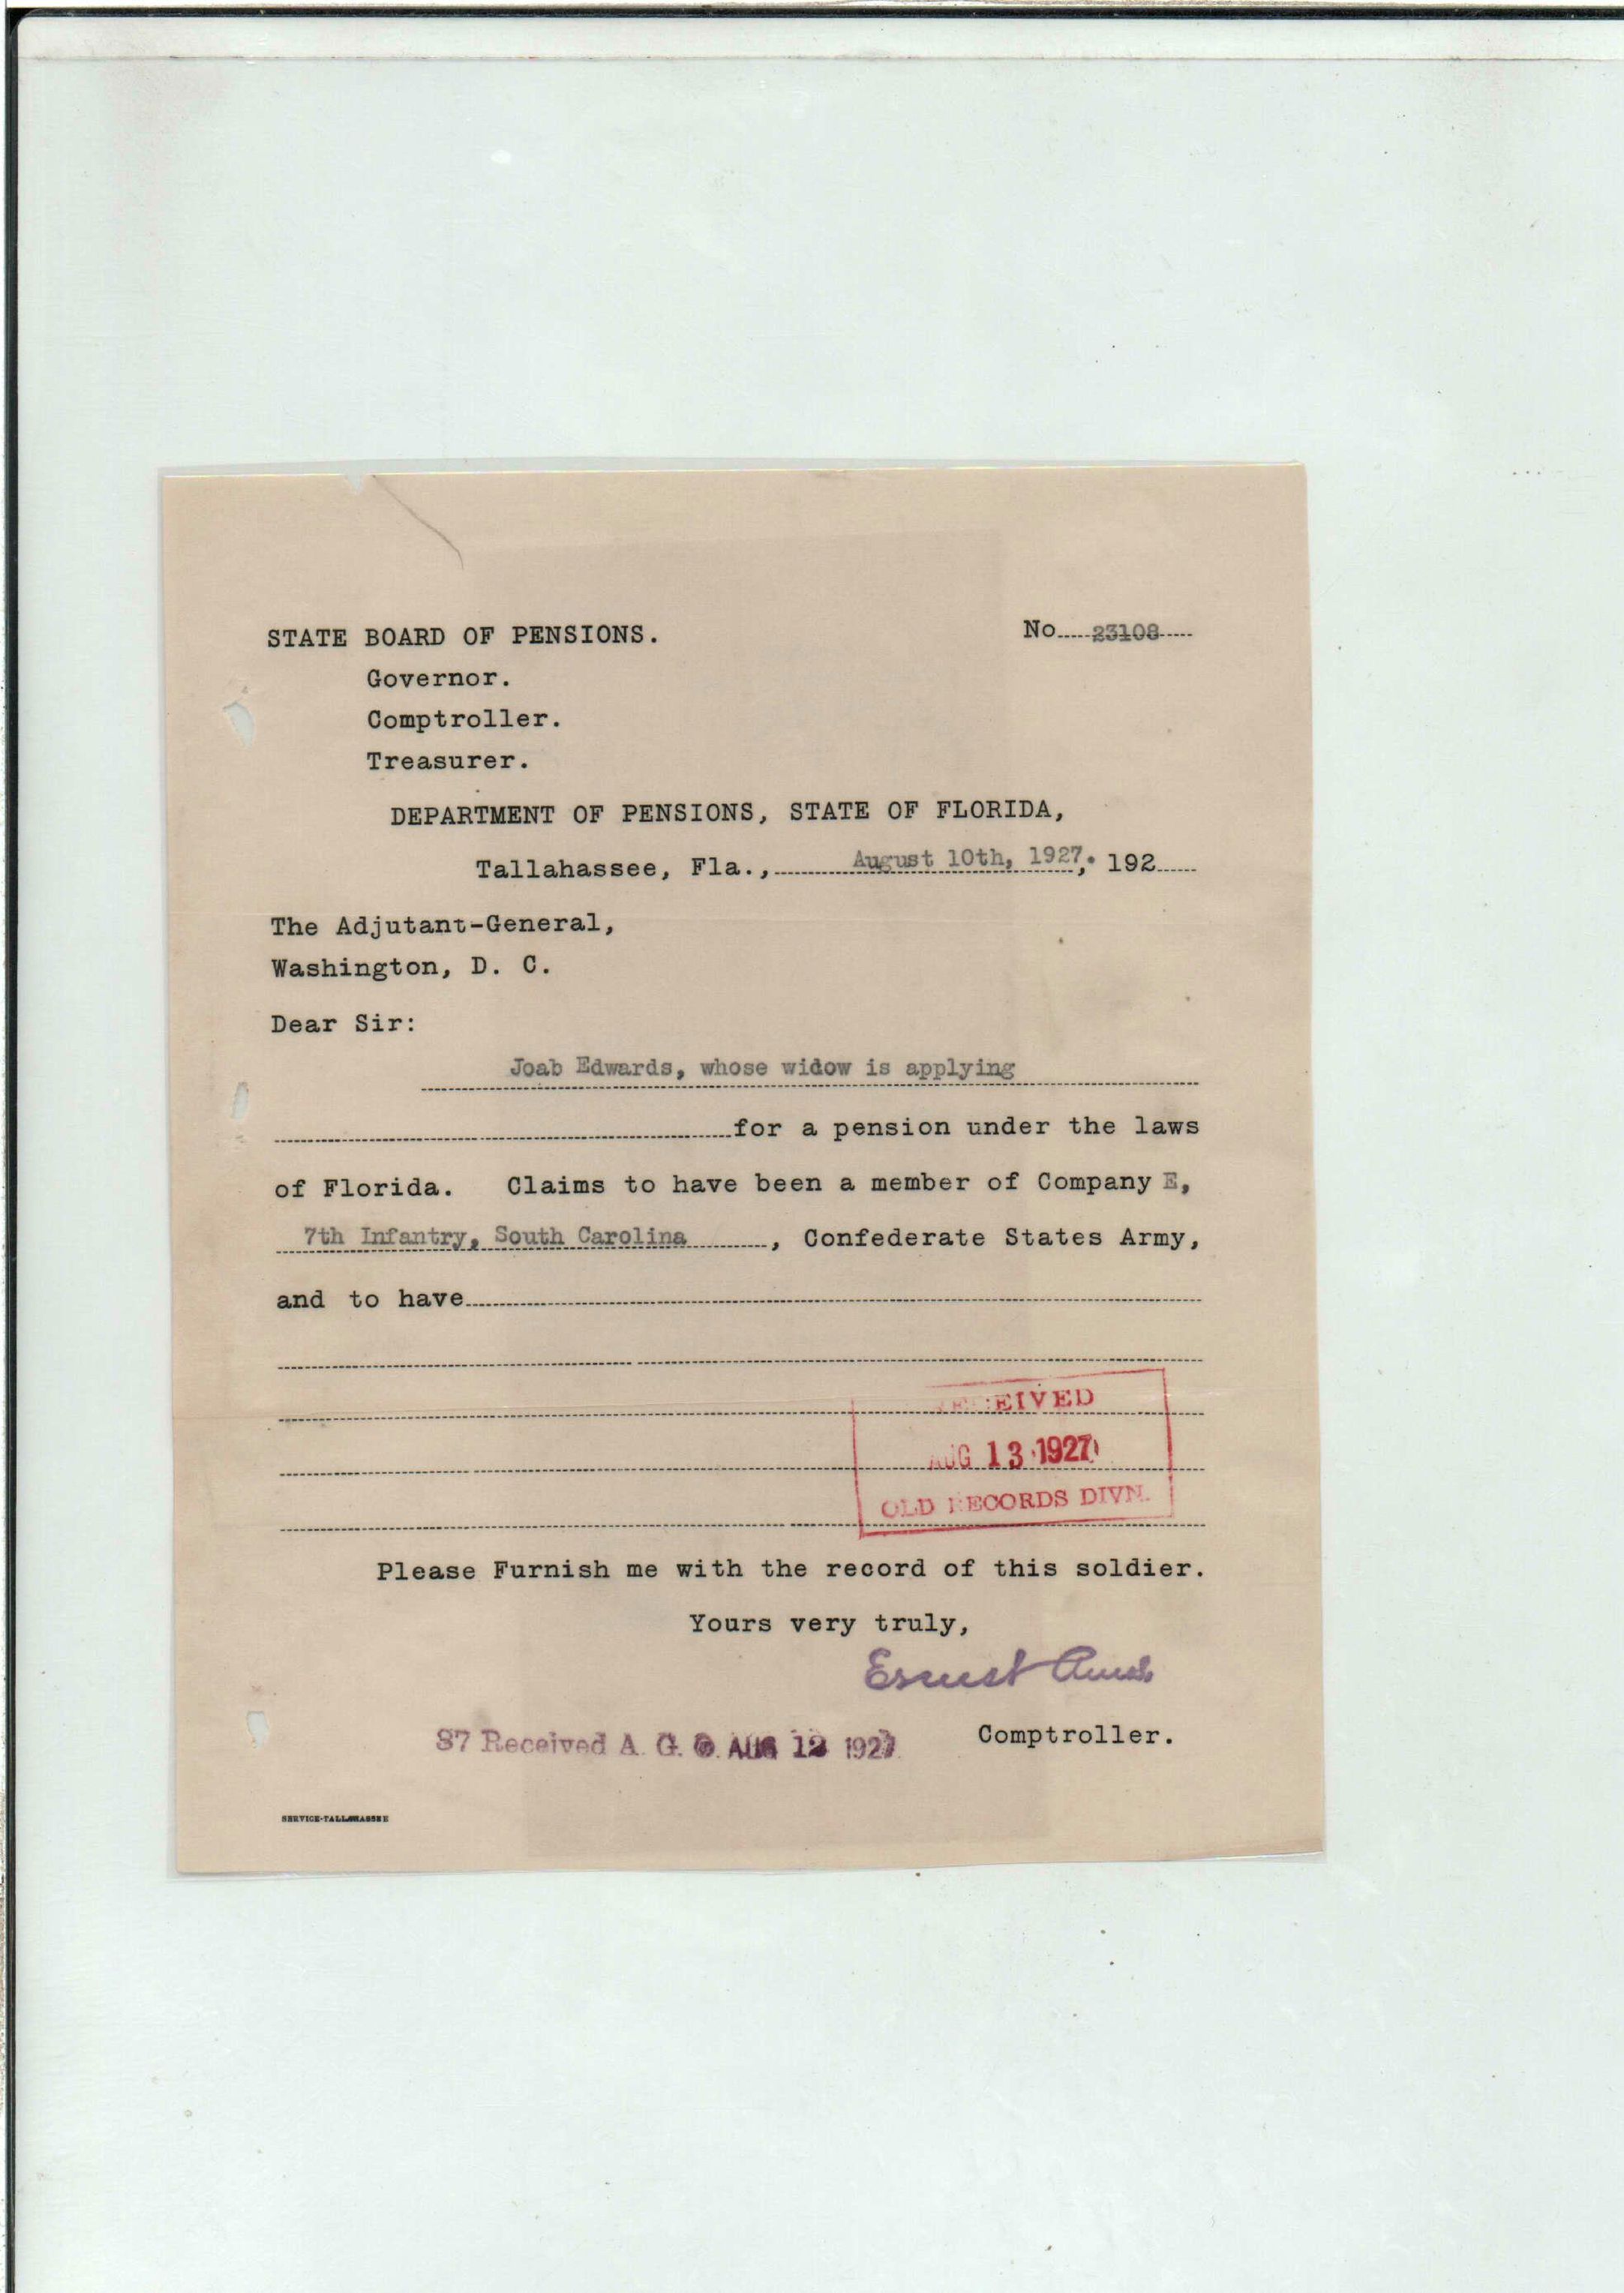 STATE BOARD OF PENSIONS.
No. 23108
Governor.
Comptroller.
Treasurer.
DEPARTMENT OF PENSIONS, STATE OF FLORIDA,
Tallahassee, Fla., August 10th, 1927. , 192
The Adjutant-General,
Washington, D. C.
Dear Sir:
Joab Edwards, whose widow is applying
for a pension under the laws
of Florida. Claims to have been a member of Company E,
7th Infantry, South Carolina , Confederate States Army,
and to have
RECEIVED
AUG 13 1927
OLD RECORDS DIVN.
Please Furnish me with the record of this soldier.
Yours very truly,
Ernest Amos
Comptroller.
87 Received A. G. O. AUG 12 1927
SERVICE-TALLAHASSEE